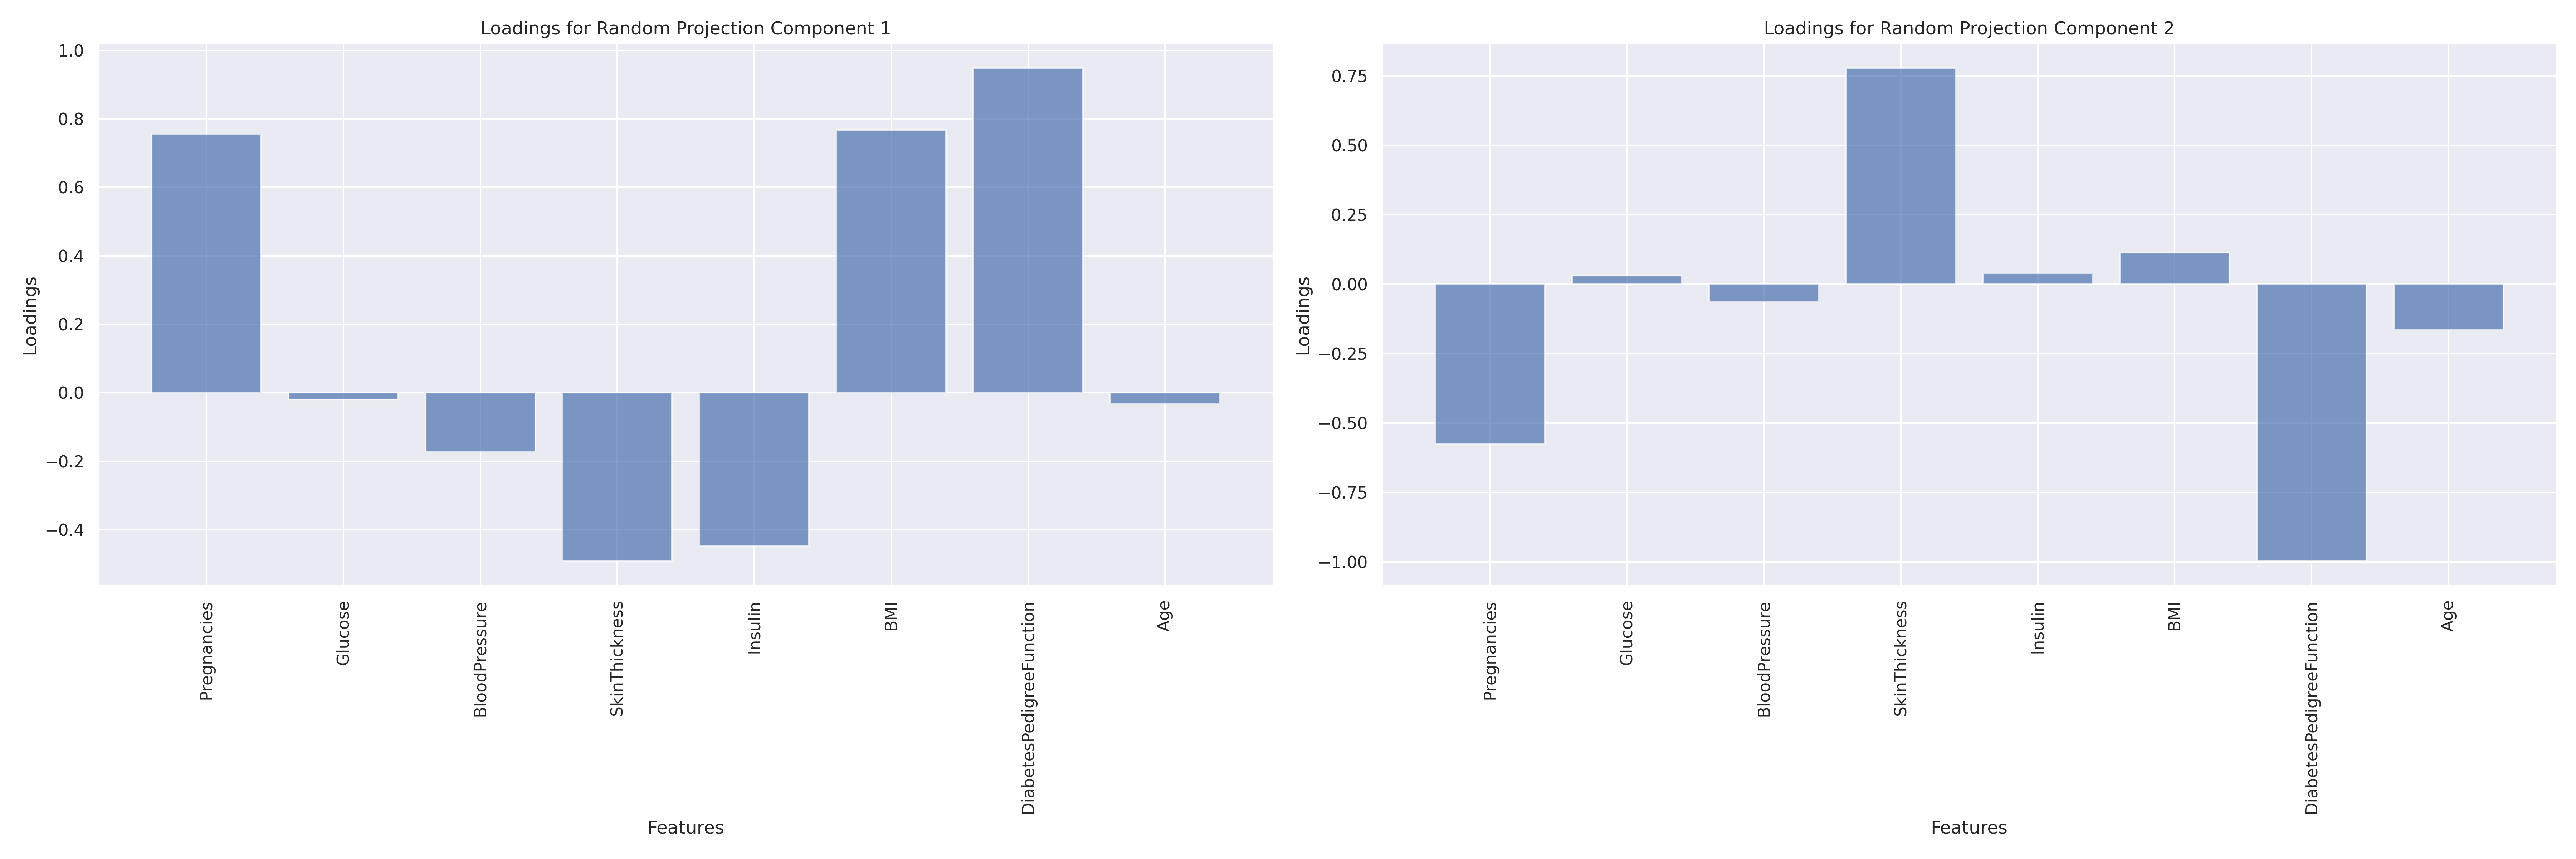 Loadings for Random Projection Component 1
1.0
0.8
0.6
0.4
0.2
0.0
−0.2
−0.4
Loadings
Pregnancies
Glucose
BloodPressure
SkinThickness
Insulin
BMI
DiabetesPedigreeFunction
Age
Features
Loadings for Random Projection Component 2
0.75
0.50
0.25
0.00
−0.25
−0.50
−0.75
−1.00
Loadings
Pregnancies
Glucose
BloodPressure
SkinThickness
Insulin
BMI
DiabetesPedigreeFunction
Age
Features